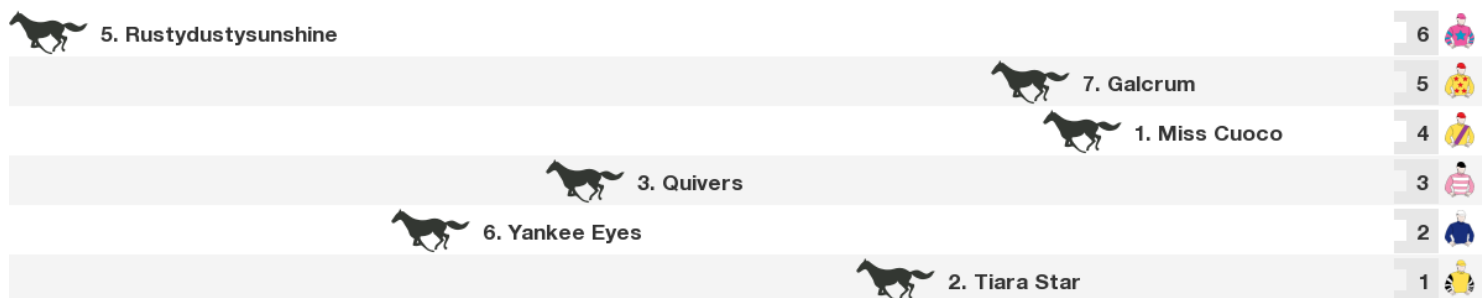 5. Rustydustysunshine 6
7. Galcrum 5
1. Miss Cuoco 4
3. Quivers 3
6. Yankee Eyes 2
2. Tiara Star 1